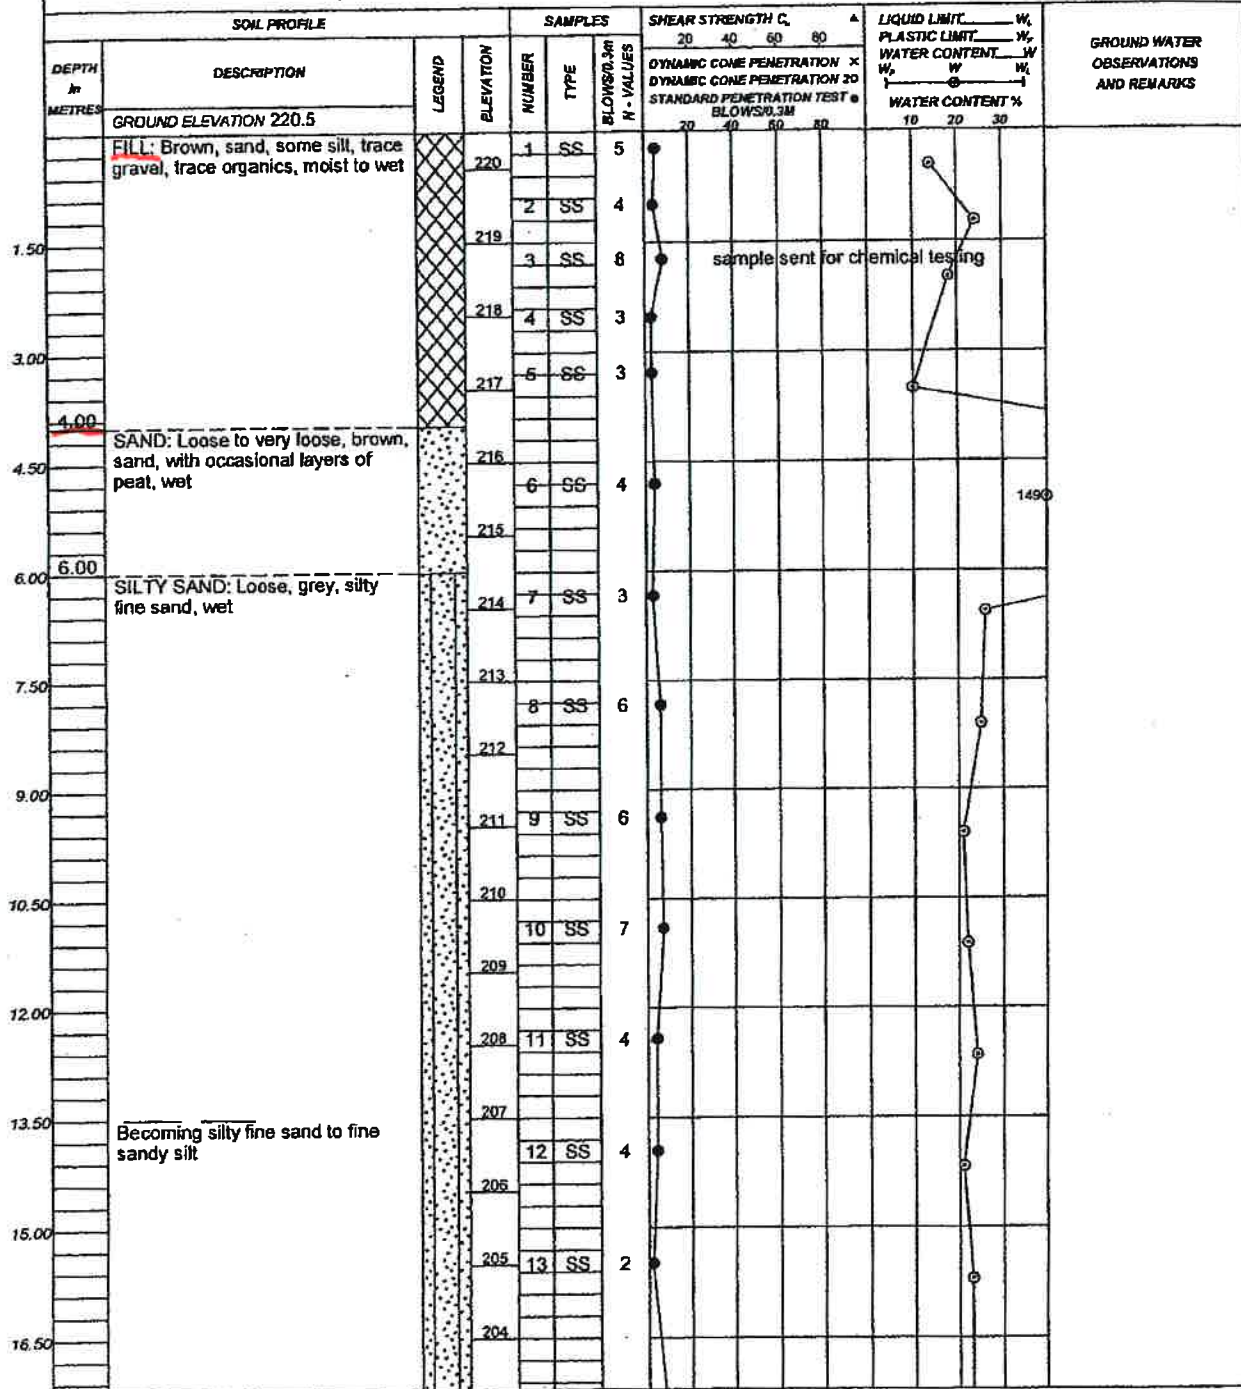 SOIL PROFILE
SAMPLES
SHEAR STRENGTH C
20 40 60 80
DYNAMIC CONE PENETRATION ×
DYNAMIC CONE PENETRATION 20
STANDARD PENETRATION TEST ●
BLOWS/0.3M
20 40 60 80
LIQUID LIMIT W
PLASTIC LIMIT W
WATER CONTENT W
W W W
WATER CONTENT %
10 20 30
GROUND WATER
OBSERVATIONS
AND REMARKS
DEPTH
in
METRES
DESCRIPTION
GROUND ELEVATION 220.5
LEGEND
ELEVATION
NUMBER
TYPE
BLOWS/0.3m
N - VALUES
FILL: Brown, sand, some silt, trace
gravel, trace organics, moist to wet
1 SS 5
220
2 SS 4
219
1.50
3 SS 8
sample sent for chemical testing
218
4 SS 3
3.00
5 SS 3
217
4.00
SAND: Loose to very loose, brown,
sand, with occasional layers of
peat, wet
216
4.50
6 SS 4
149
215
6.00
6.00
SILTY SAND: Loose, grey, silty
fine sand, wet
7 SS 3
214
213
7.50
8 SS 6
212
9.00
211
9 SS 6
210
10.50
10 SS 7
209
12.00
208
11 SS 4
207
13.50
Becoming silty fine sand to fine
sandy silt
12 SS 4
206
15.00
205
13 SS 2
204
16.50